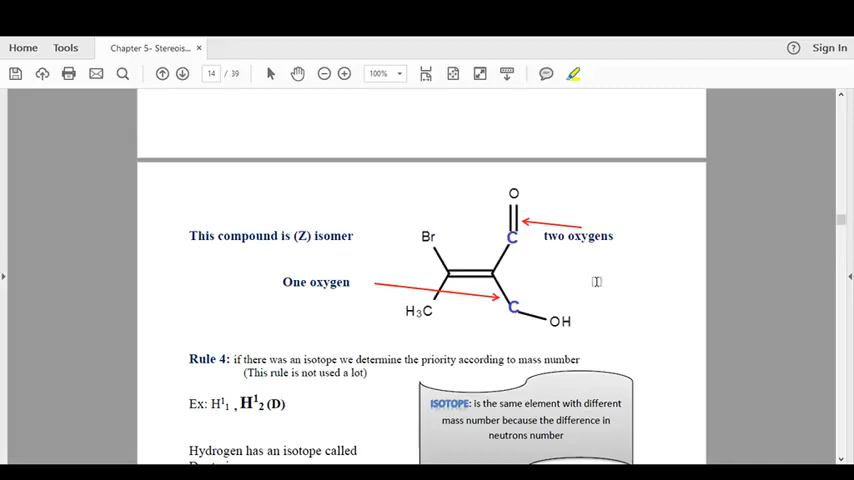 Home Tools Chapter 5- Stereois... × ? Sign In
14 / 39 100%
O
This compound is (Z) isomer Br C two oxygens
One oxygen
C
H₃C OH
Rule 4: if there was an isotope we determine the priority according to mass number
(This rule is not used a lot)
Ex: H¹₁ , H¹₂ (D)
ISOTOPE: is the same element with different
mass number because the difference in
neutrons number
Hydrogen has an isotope called